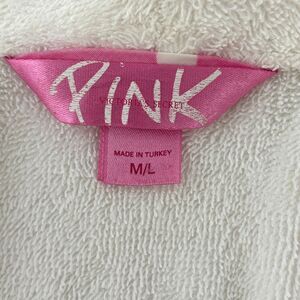 PINK
VICTORIA'S SECRET
MADE IN TURKEY
M/L